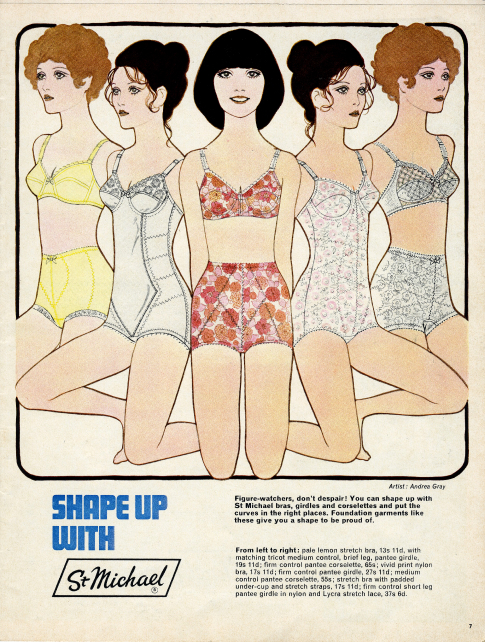 Artist: Andrea Gray
SHAPE UP
WITH
St Michael
®
Figure-watchers, don't despair! You can shape up with
St Michael bras, girdles and corselettes and put the
curves in the right places. Foundation garments like
these give you a shape to be proud of.
From left to right: pale lemon stretch bra, 13s 11d, with
matching tricot medium control, brief leg, pantee girdle,
19s 11d; firm control pantee corselette, 65s; vivid print nylon
bra, 17s 11d; firm control pantee girdle, 27s 11d; medium
control pantee corselette, 55s; stretch bra with padded
under-cup and stretch straps, 17s 11d; firm control short leg
pantee girdle in nylon and Lycra stretch lace, 37s 6d.
7